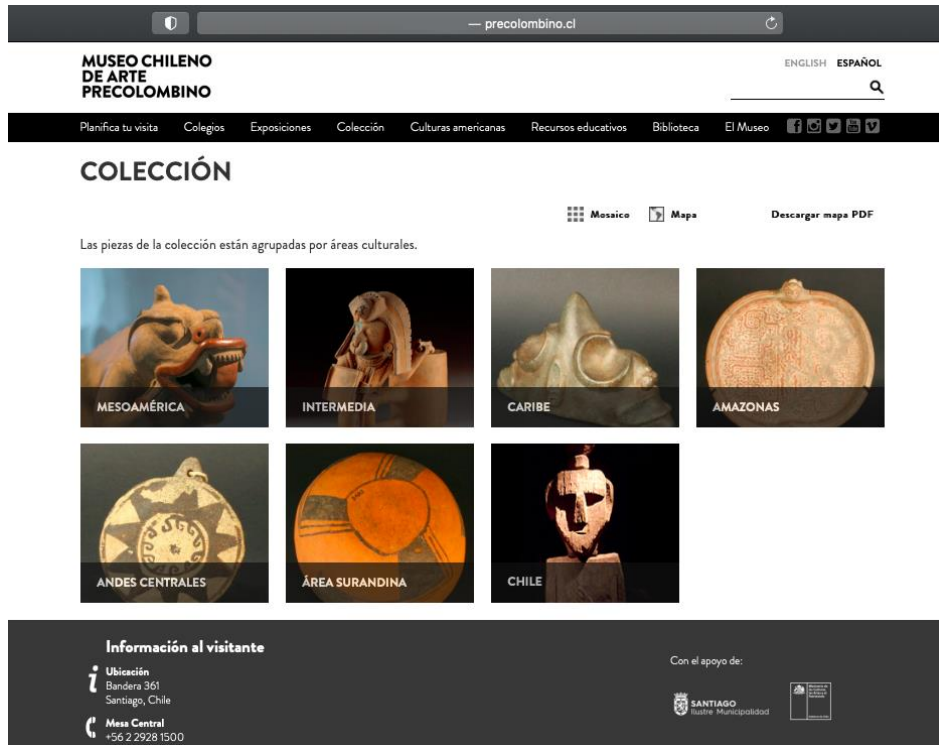 — precolombino.cl
MUSEO CHILENO
DE ARTE
PRECOLOMBINO
ENGLISH ESPAÑOL
Planifica tu visita Colegios Exposiciones Colección Culturas americanas Recursos educativos Biblioteca El Museo
COLECCIÓN
Mosaico Mapa Descargar mapa PDF
Las piezas de la colección están agrupadas por áreas culturales.
MESOAMÉRICA INTERMEDIA CARIBE AMAZONAS
ANDES CENTRALES ÁREA SURANDINA CHILE
Información al visitante
Con el apoyo de:
Ubicación
Bandera 361
Santiago, Chile
SANTIAGO
Ilustre Municipalidad
Mesa Central
+56 2 2928 1500